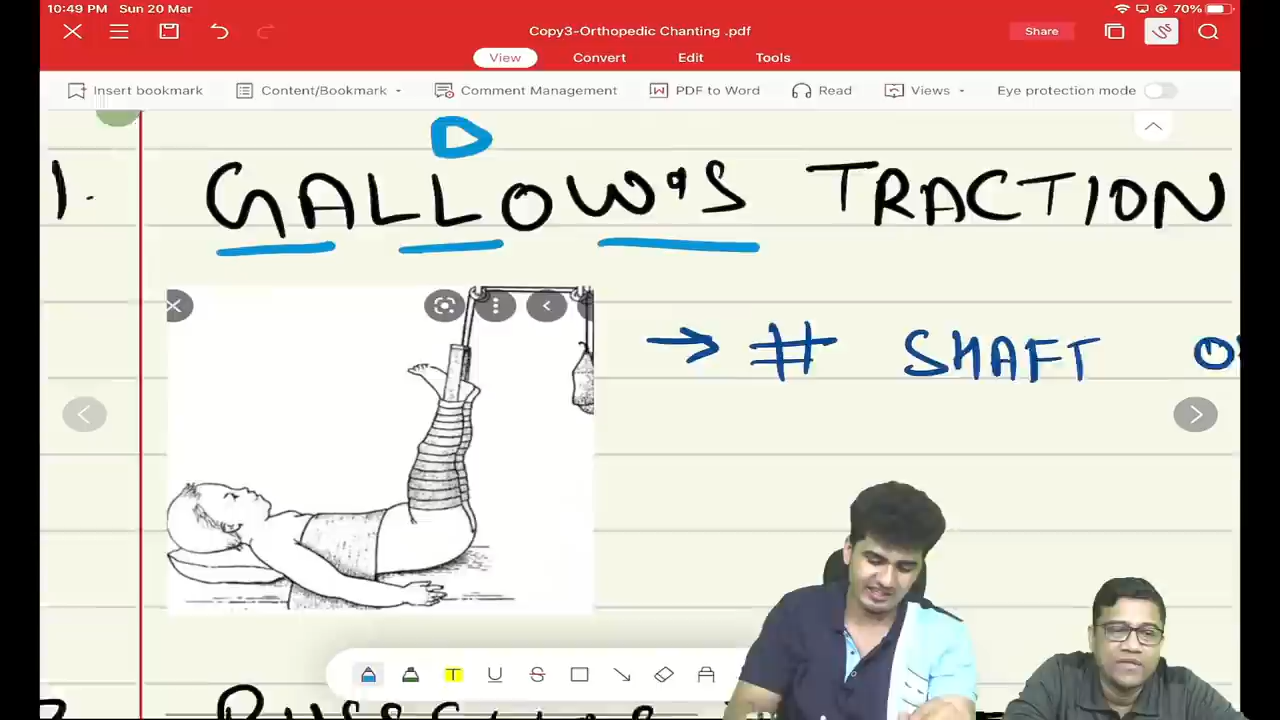 10:49 PM Sun 20 Mar 70%
Copy3-Orthopedic Chanting .pdf
Share
View Convert Edit Tools
Insert bookmark Content/Bookmark Comment Management PDF to Word Read Views Eye protection mode
D
1. GALLOW'S TRACTION
→ # SHAFT
T U S A